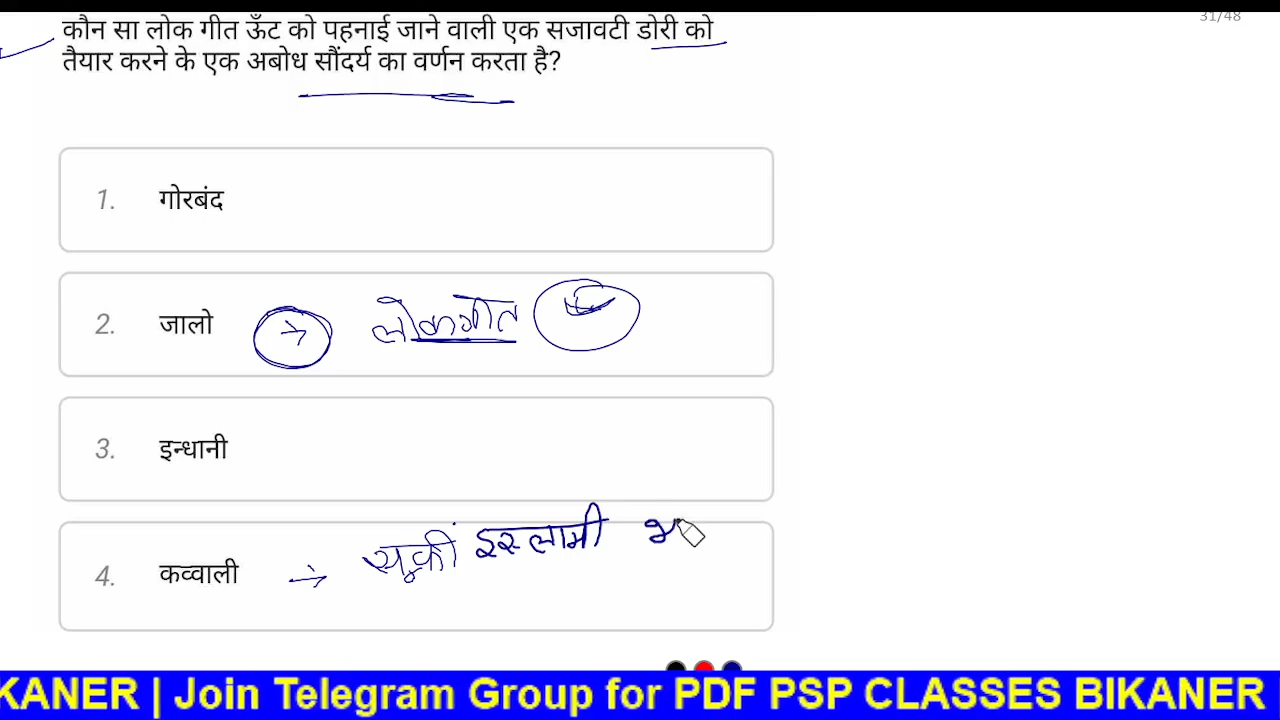 31/48
कौन सा लोक गीत ऊँट को पहनाई जाने वाली एक सजावटी डोरी को
तैयार करने के एक अबोध सौंदर्य का वर्णन करता है?
1. गोरबंद
2. जालो → लोकगीत
3. इन्धानी
4. कव्वाली → सूफी इस्लामी
KANER | Join Telegram Group for PDF PSP CLASSES BIKANER